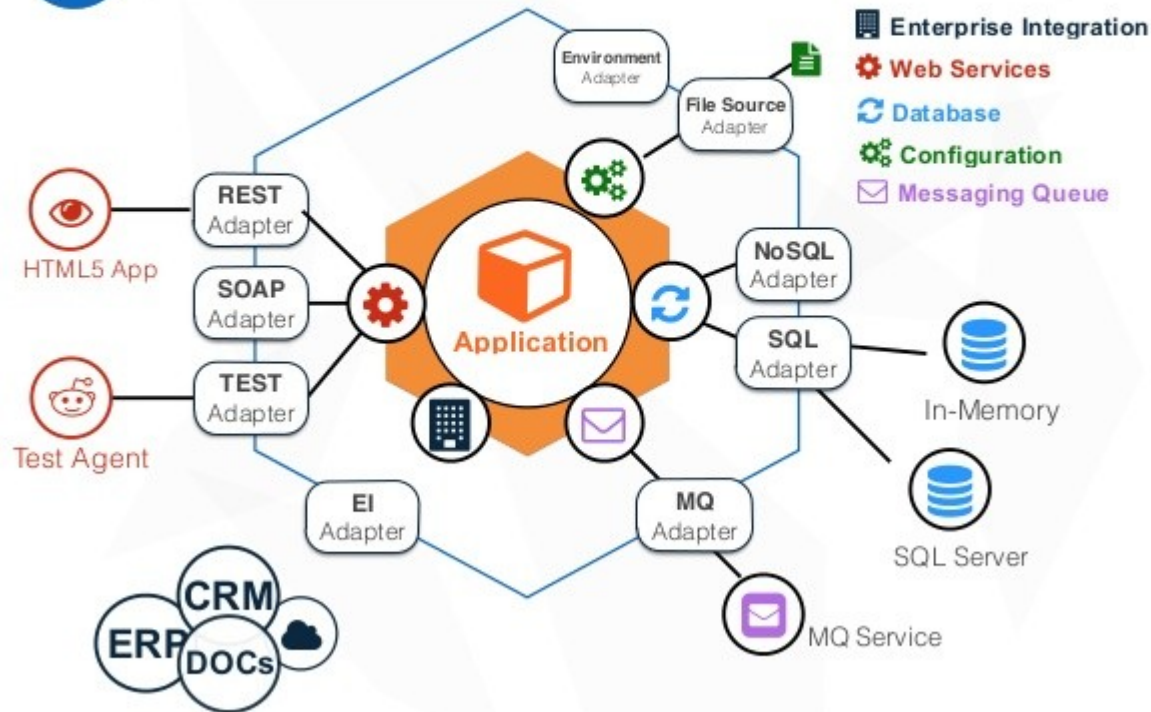 Enterprise Integration
Web Services
Database
Configuration
Messaging Queue
Environment
Adapter
File Source
Adapter
REST
Adapter
HTML5 App
SOAP
Adapter
TEST
Adapter
Test Agent
Application
NoSQL
Adapter
SQL
Adapter
In-Memory
SQL Server
EI
Adapter
MQ
Adapter
MQ Service
CRM
ERP
DOCs